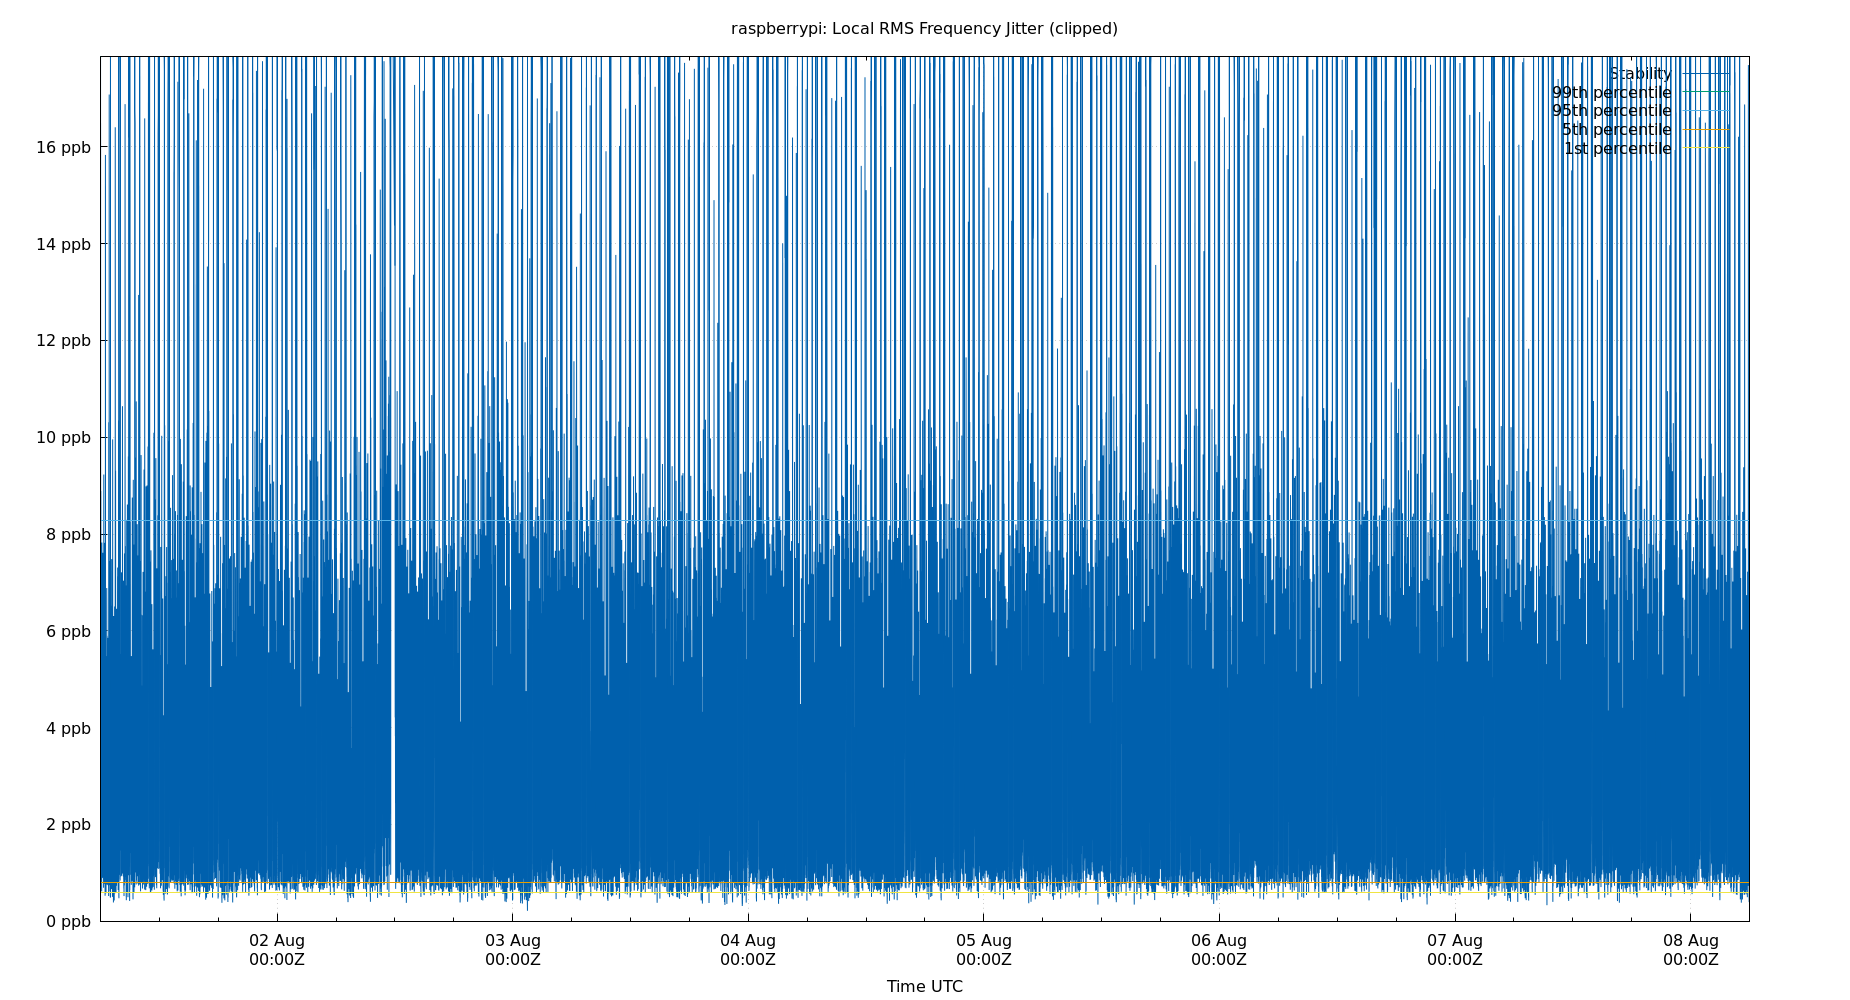 raspberrypi: Local RMS Frequency Jitter (clipped)
Stability
99th percentile
95th percentile
5th percentile
1st percentile
16 ppb
14 ppb
12 ppb
10 ppb
8 ppb
6 ppb
4 ppb
2 ppb
0 ppb
02 Aug
00:00Z
03 Aug
00:00Z
04 Aug
00:00Z
05 Aug
00:00Z
06 Aug
00:00Z
07 Aug
00:00Z
08 Aug
00:00Z
Time UTC